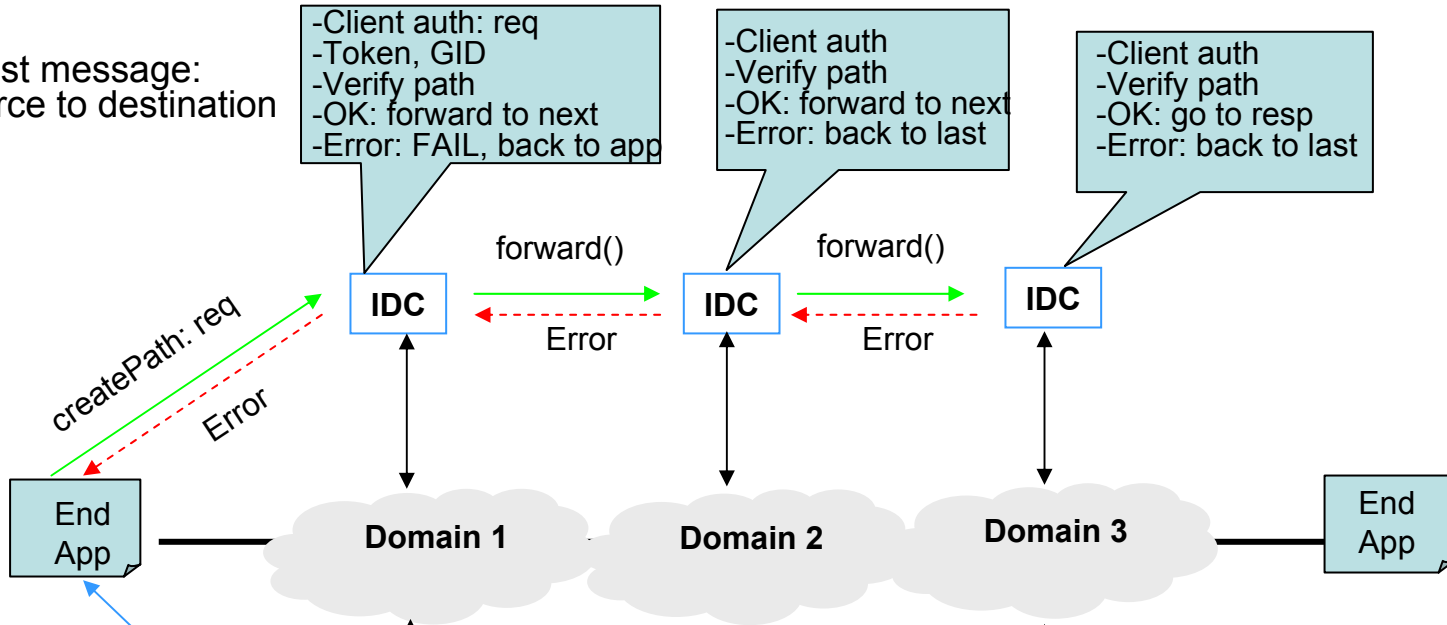 st message:
rce to destination
-Client auth: req
-Token, GID
-Verify path
-OK: forward to next
-Error: FAIL, back to app
-Client auth
-Verify path
-OK: forward to next
-Error: back to last
-Client auth
-Verify path
-OK: go to resp
-Error: back to last
createPath: req
Error
IDC
forward()
Error
IDC
forward()
Error
IDC
End
App
Domain 1
Domain 2
Domain 3
End
App